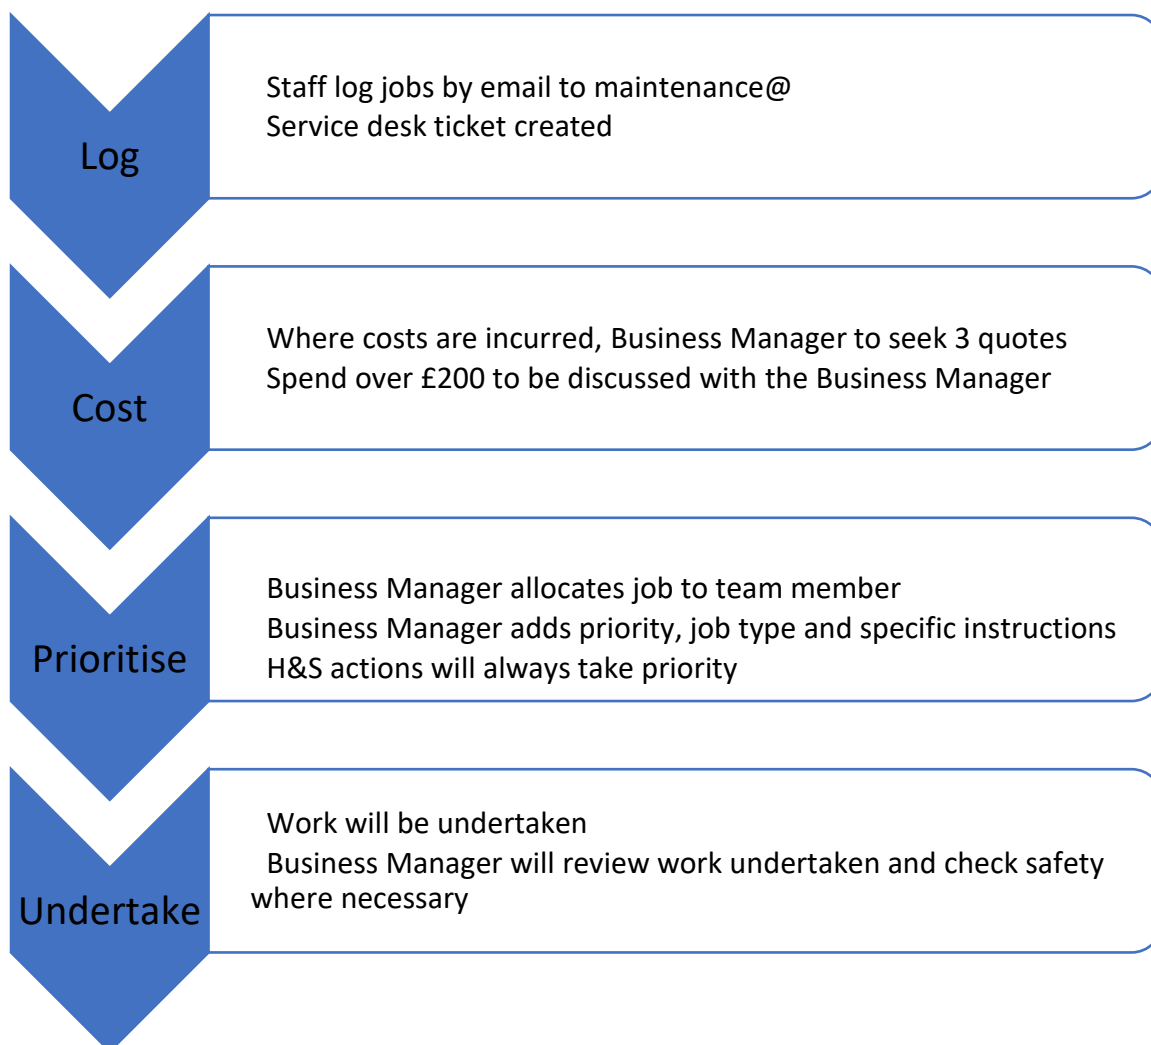 Log
Staff log jobs by email to maintenance@
Service desk ticket created
Cost
Where costs are incurred, Business Manager to seek 3 quotes
Spend over £200 to be discussed with the Business Manager
Prioritise
Business Manager allocates job to team member
Business Manager adds priority, job type and specific instructions
H&S actions will always take priority
Undertake
Work will be undertaken
Business Manager will review work undertaken and check safety
where necessary